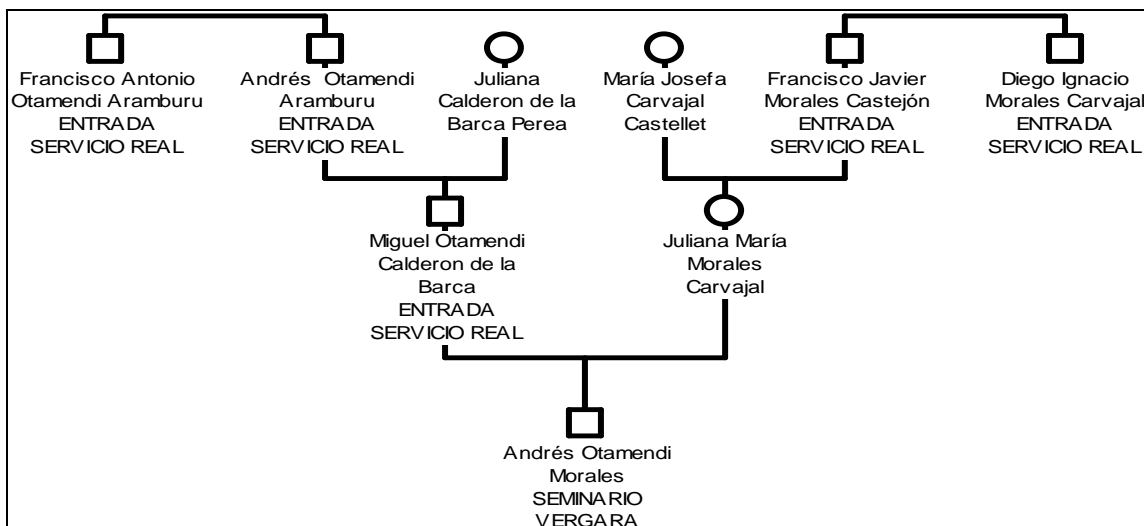 Francisco Antonio
Otamendi Aramburu
ENTRADA
SERVICIO REAL
Andrés Otamendi
Aramburu
ENTRADA
SERVICIO REAL
Juliana
Calderon de la
Barca Perea
María Josefa
Carvajal
Castellet
Francisco Javier
Morales Castejón
ENTRADA
SERVICIO REAL
Diego Ignacio
Morales Carvajal
ENTRADA
SERVICIO REAL
Miguel Otamendi
Calderon de la
Barca
ENTRADA
SERVICIO REAL
Juliana María
Morales
Carvajal
Andrés Otamendi
Morales
SEMINARIO
VERGARA